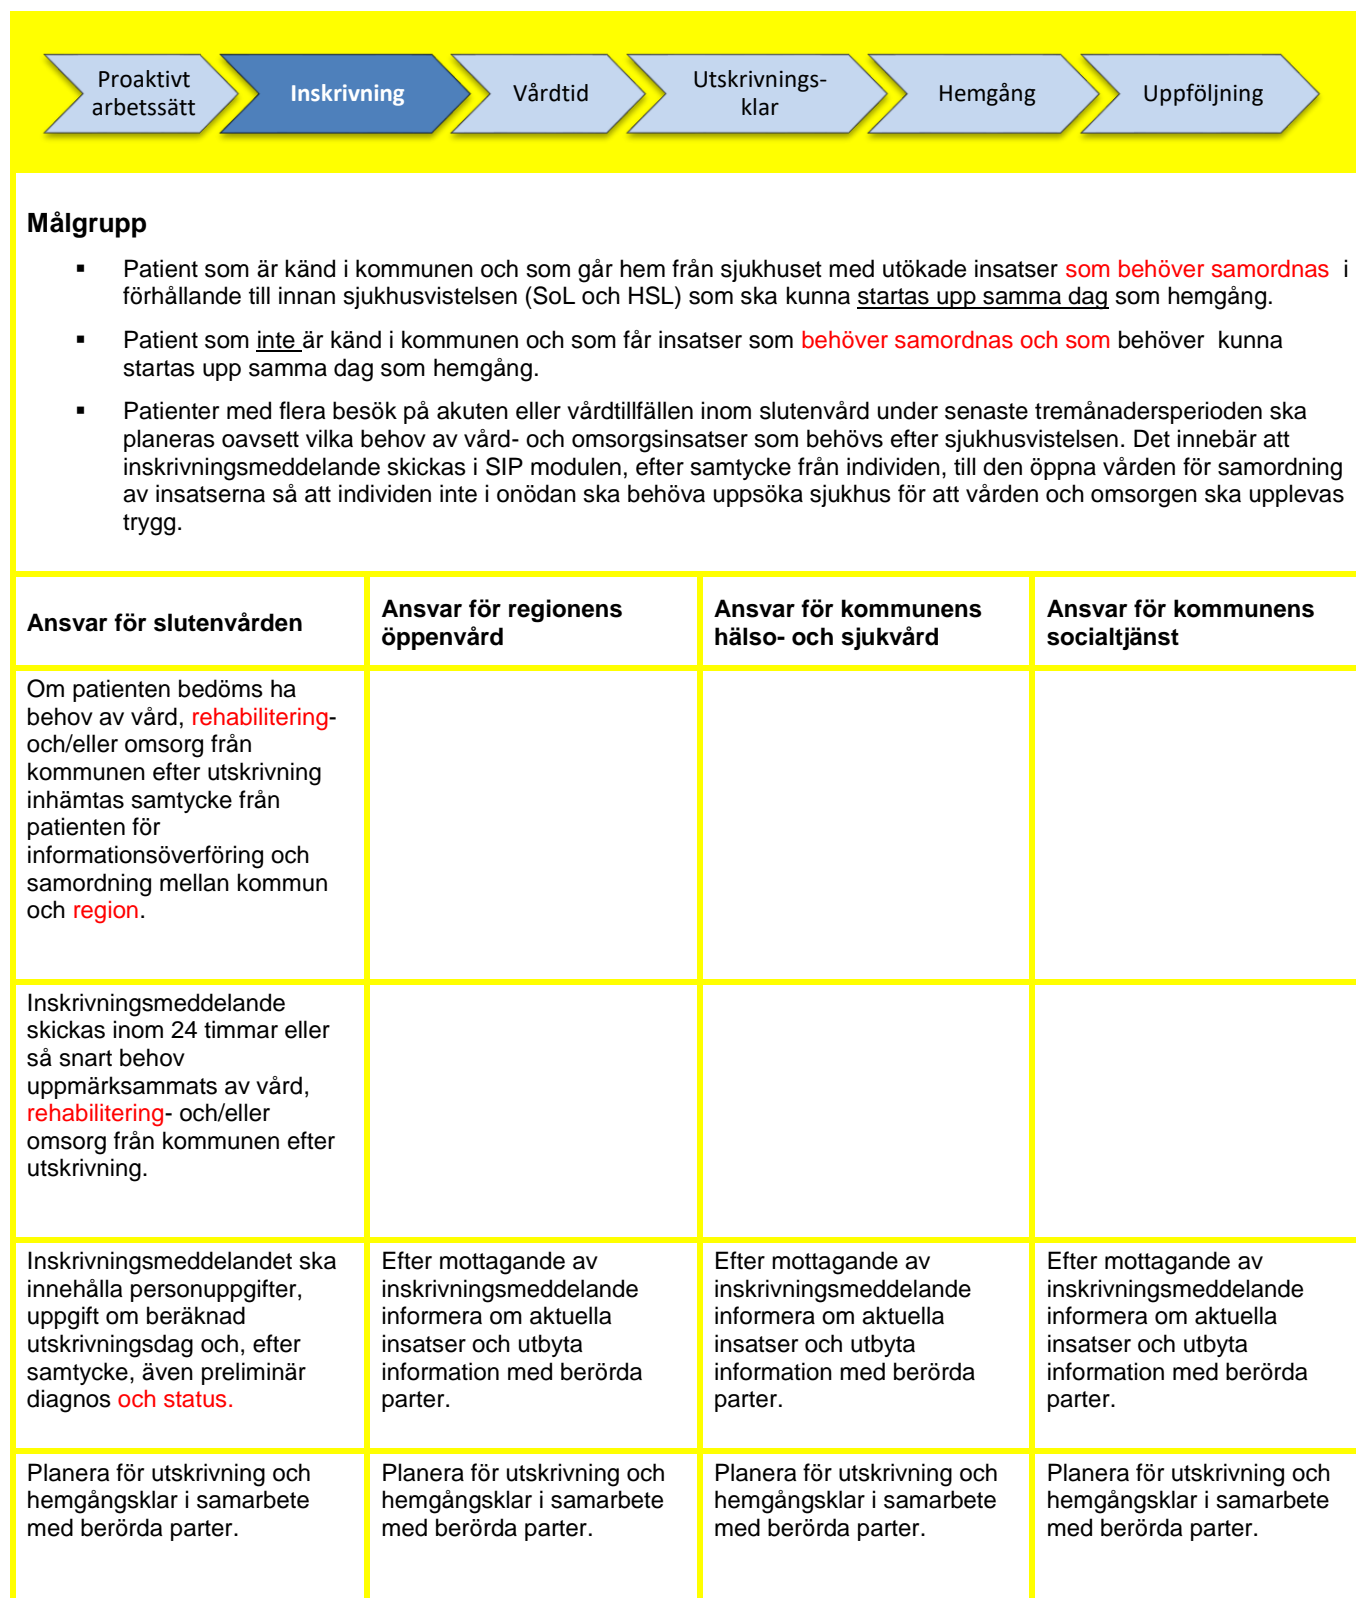 Proaktivt
arbetssätt
Inskrivning
Vårdtid
Utskrivnings-
klar
Hemgång
Uppföljning
Målgrupp
▪ Patient som är känd i kommunen och som går hem från sjukhuset med utökade insatser som behöver samordnas i
förhållande till innan sjukhusvistelsen (SoL och HSL) som ska kunna startas upp samma dag som hemgång.
▪ Patient som inte är känd i kommunen och som får insatser som behöver samordnas och som behöver kunna
startas upp samma dag som hemgång.
▪ Patienter med flera besök på akuten eller vårdtillfällen inom slutenvård under senaste tremånadersperioden ska
planeras oavsett vilka behov av vård- och omsorgsinsatser som behövs efter sjukhusvistelsen. Det innebär att
inskrivningsmeddelande skickas i SIP modulen, efter samtycke från individen, till den öppna vården för samordning
av insatserna så att individen inte i onödan ska behöva uppsöka sjukhus för att vården och omsorgen ska upplevas
trygg.
Ansvar för slutenvården
Ansvar för regionens
öppenvård
Ansvar för kommunens
hälso- och sjukvård
Ansvar för kommunens
socialtjänst
Om patienten bedöms ha
behov av vård, rehabilitering-
och/eller omsorg från
kommunen efter utskrivning
inhämtas samtycke från
patienten för
informationsöverföring och
samordning mellan kommun
och region.
Inskrivningsmeddelande
skickas inom 24 timmar eller
så snart behov
uppmärksammats av vård,
rehabilitering- och/eller
omsorg från kommunen efter
utskrivning.
Inskrivningsmeddelandet ska
innehålla personuppgifter,
uppgift om beräknad
utskrivningsdag och, efter
samtycke, även preliminär
diagnos och status.
Efter mottagande av
inskrivningsmeddelande
informera om aktuella
insatser och utbyta
information med berörda
parter.
Efter mottagande av
inskrivningsmeddelande
informera om aktuella
insatser och utbyta
information med berörda
parter.
Efter mottagande av
inskrivningsmeddelande
informera om aktuella
insatser och utbyta
information med berörda
parter.
Planera för utskrivning och
hemgångsklar i samarbete
med berörda parter.
Planera för utskrivning och
hemgångsklar i samarbete
med berörda parter.
Planera för utskrivning och
hemgångsklar i samarbete
med berörda parter.
Planera för utskrivning och
hemgångsklar i samarbete
med berörda parter.